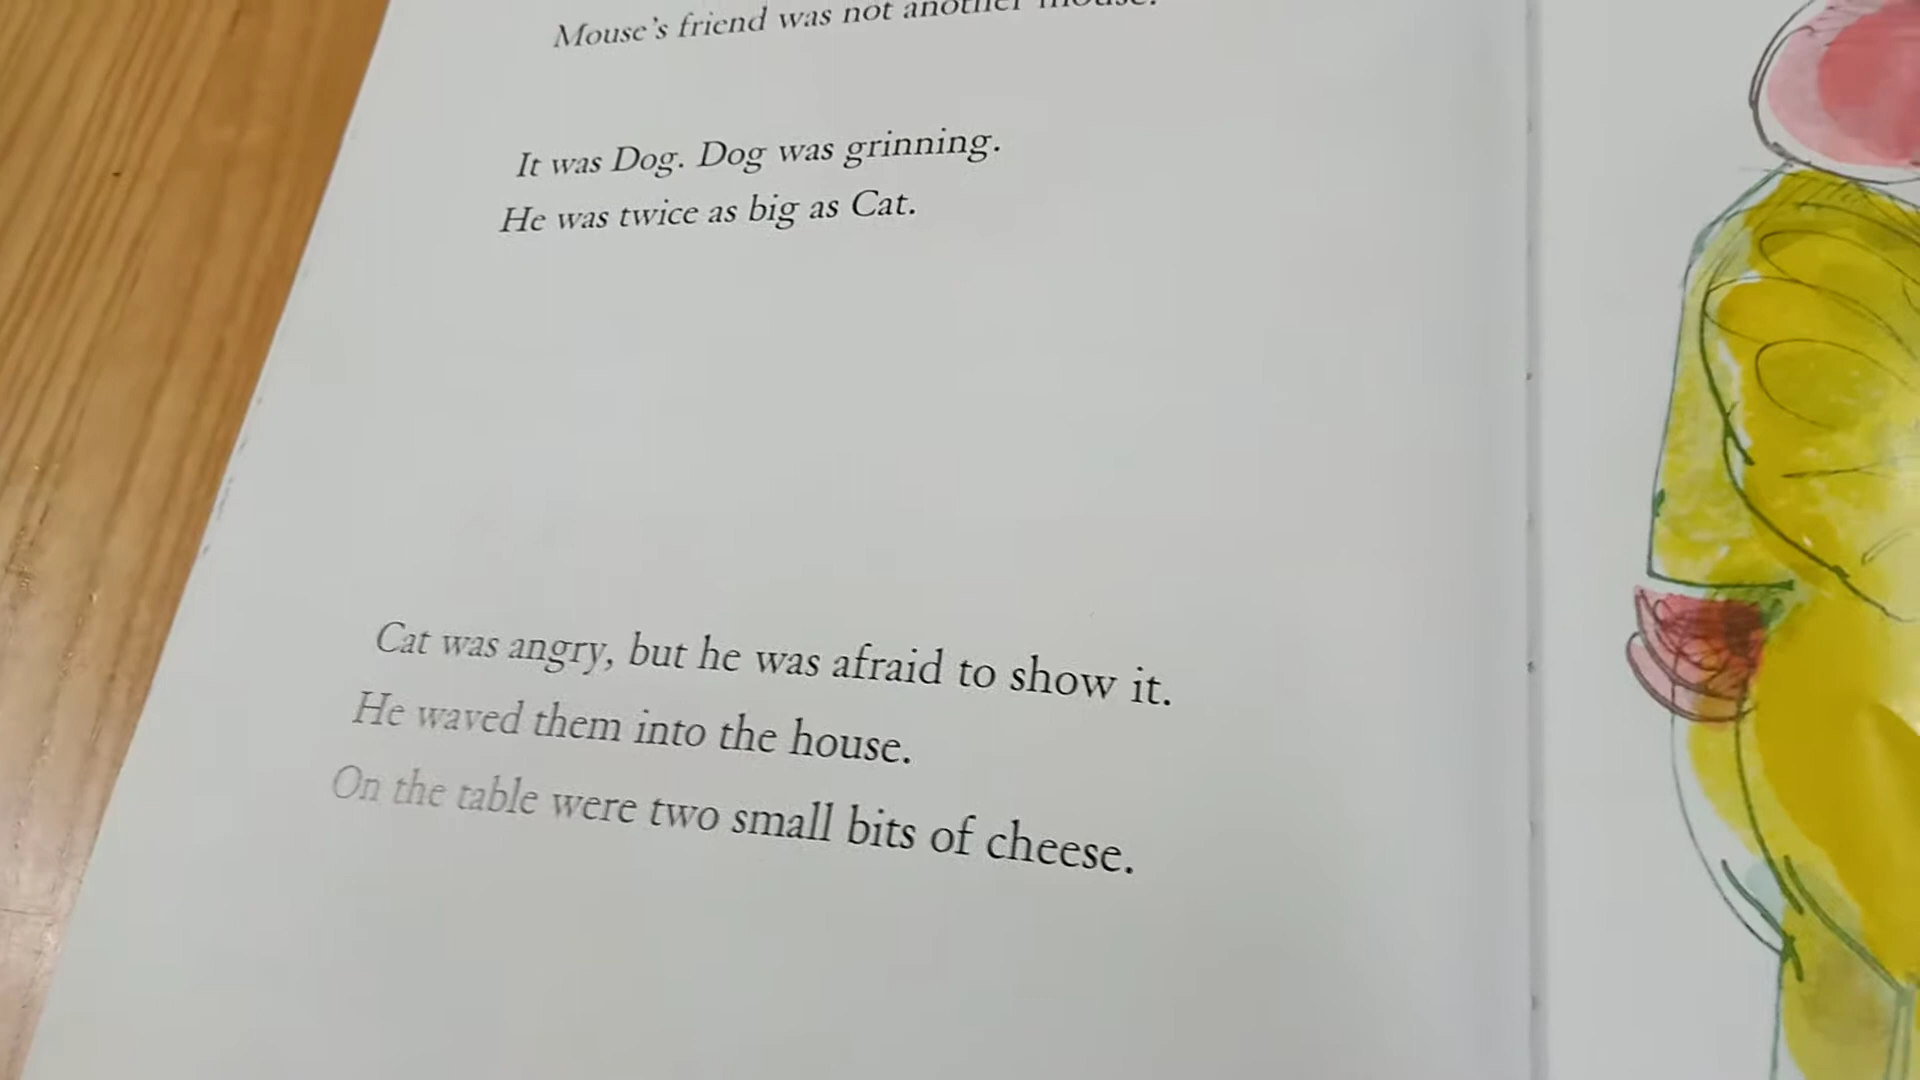 Mouse's friend was not another mouse.
It was Dog. Dog was grinning.
He was twice as big as Cat.
Cat was angry, but he was afraid to show it.
He waved them into the house.
On the table were two small bits of cheese.